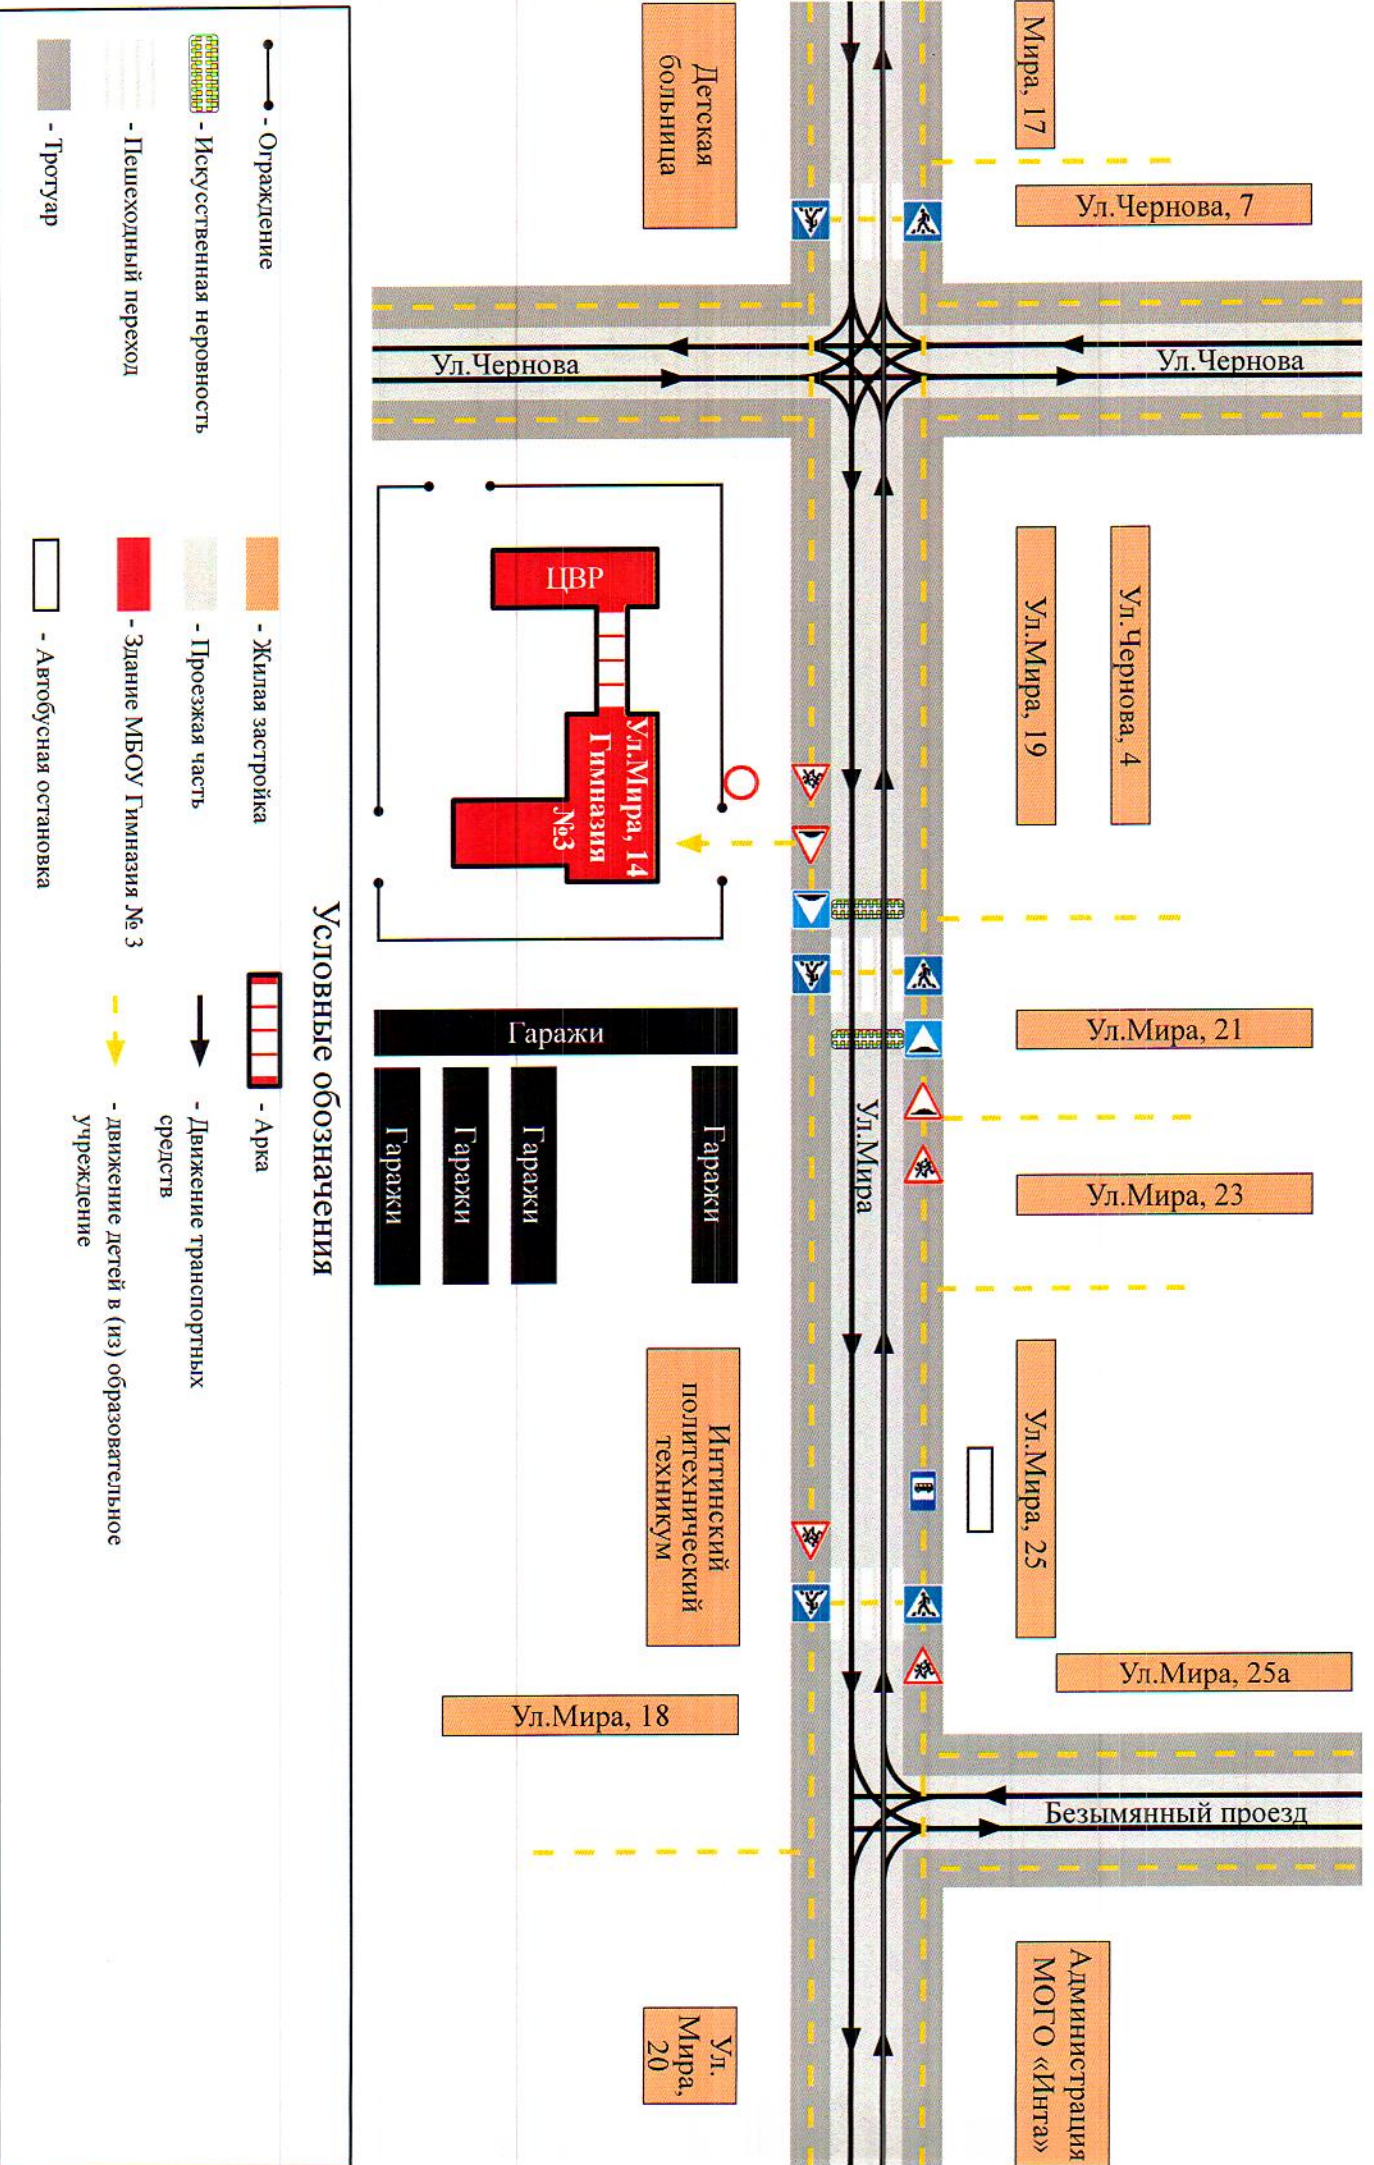 Мира, 17
Ул.Чернова, 7
Ул.Чернова, 4
Ул.Мира, 19
Ул.Мира, 21
Ул.Мира, 23
Ул.Мира, 25
Ул.Мира, 25а
Администрация
МОГО «Инта»
Ул.Чернова
Безымянный проезд
Ул.Мира
Детская
больница
Ул.Чернова
ЦВР
Ул.Мира, 14
Гимназия
№3
Гаражи
Гаражи
Гаражи
Гаражи
Гаражи
Интинский
политехнический
техникум
Ул.Мира, 18
Ул.
Мира,
20
Условные обозначения
- Ограждение
- Искусственная неровность
- Пешеходный переход
- Тротуар
- Жилая застройка
- Проезжая часть
- Здание МБОУ Гимназия № 3
- Автобусная остановка
- Арка
- Движение транспортных
средств
- движение детей в (из) образовательное
учреждение